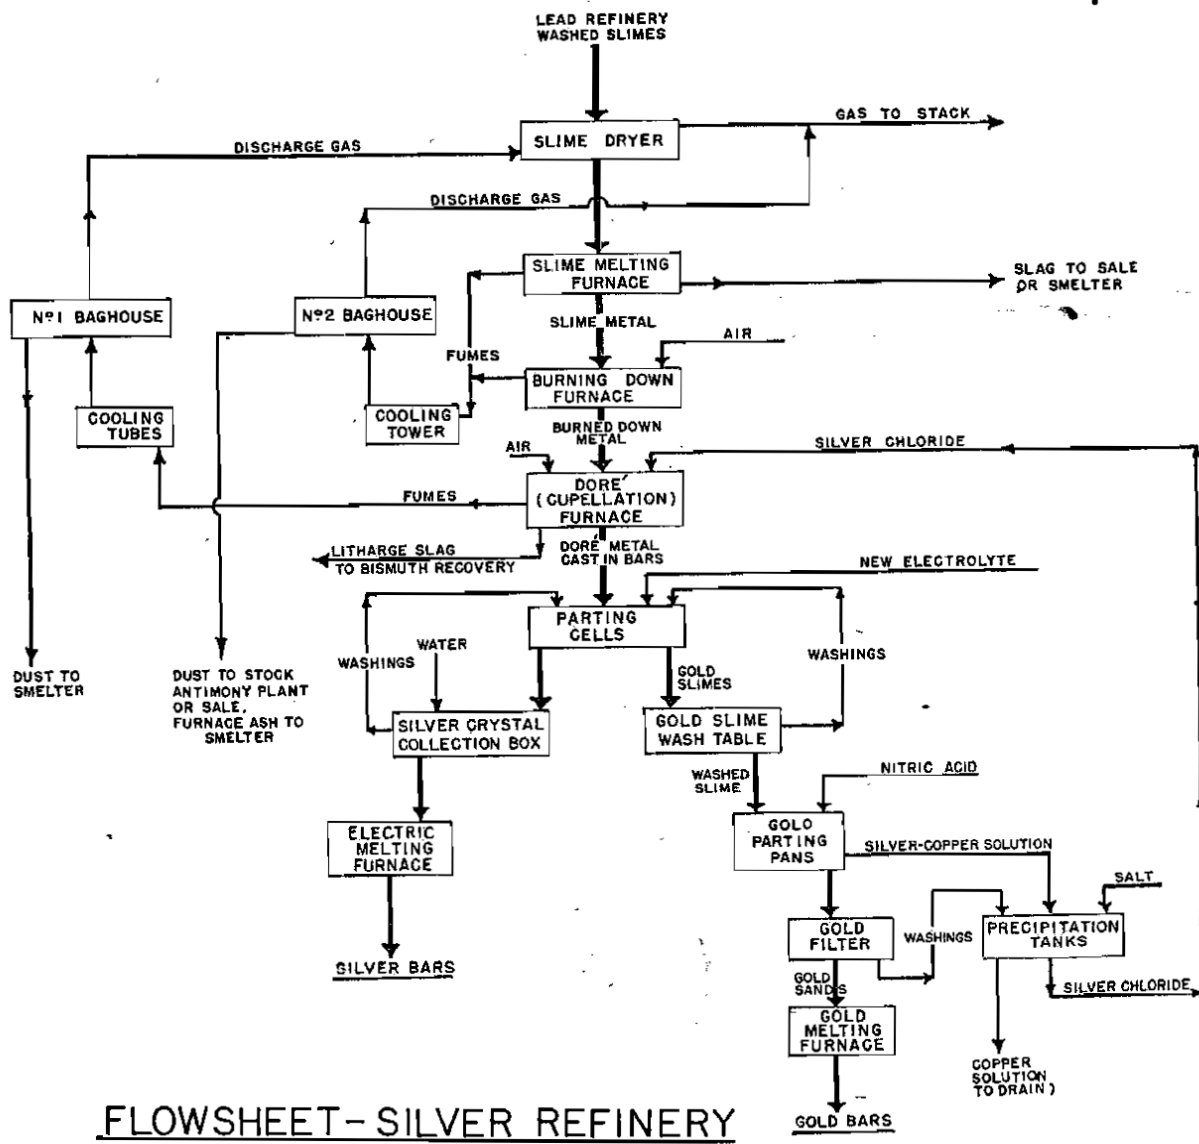 LEAD REFINERY
WASHED SLIMES
GAS TO STACK
SLIME DRYER
DISCHARGE GAS
DISCHARGE GAS
SLIME MELTING
FURNACE
SLAG TO SALE
OR SMELTER
Nº1 BAGHOUSE
Nº2 BAGHOUSE
SLIME METAL
AIR
FUMES
BURNING DOWN
FURNACE
COOLING
TUBES
COOLING
TOWER
BURNED DOWN
METAL
SILVER CHLORIDE
AIR
DORÉ
(CUPELLATION)
FURNACE
FUMES
LITHARGE SLAG
TO BISMUTH RECOVERY
DORÉ METAL
CAST IN BARS
NEW ELECTROLYTE
PARTING
CELLS
WATER
WASHINGS
WASHINGS
GOLD
SLIMES
DUST TO
SMELTER
DUST TO STOCK
ANTIMONY PLANT
OR SALE.
FURNACE ASH TO
SMELTER
SILVER CRYSTAL
COLLECTION BOX
GOLD SLIME
WASH TABLE
WASHED
SLIME
NITRIC ACID
ELECTRIC
MELTING
FURNACE
GOLD
PARTING
PANS
SILVER-COPPER SOLUTION
SALT
GOLD
FILTER
WASHINGS
PRECIPITATION
TANKS
SILVER BARS
GOLD
SANDS
SILVER CHLORIDE
GOLD
MELTING
FURNACE
COPPER
SOLUTION
TO DRAIN)
GOLD BARS
FLOWSHEET-SILVER REFINERY